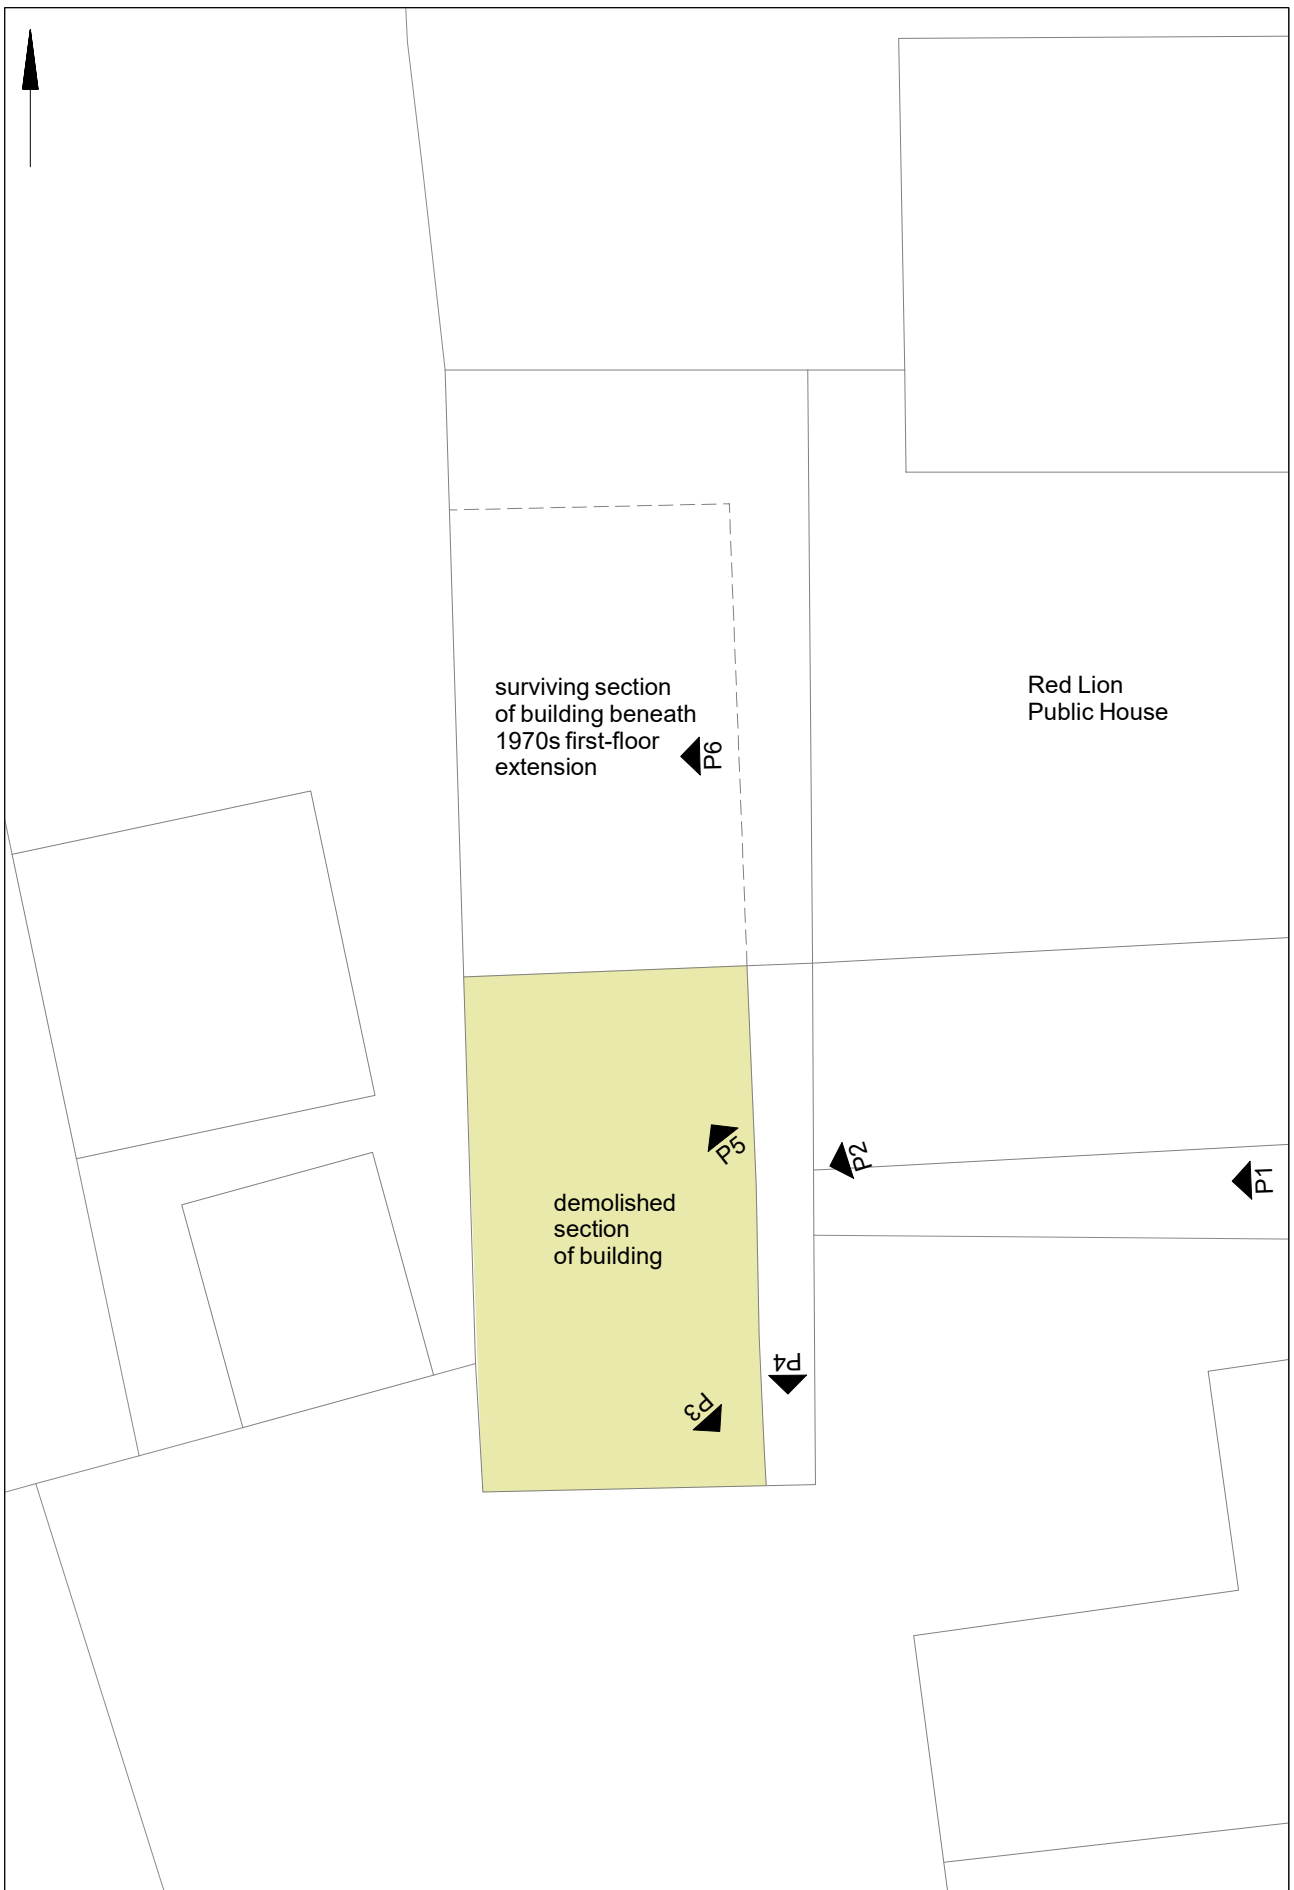 surviving section
of building beneath
1970s first-floor
extension
P6
Red Lion
Public House
P5
P2
P1
demolished
section
of building
P4
P3